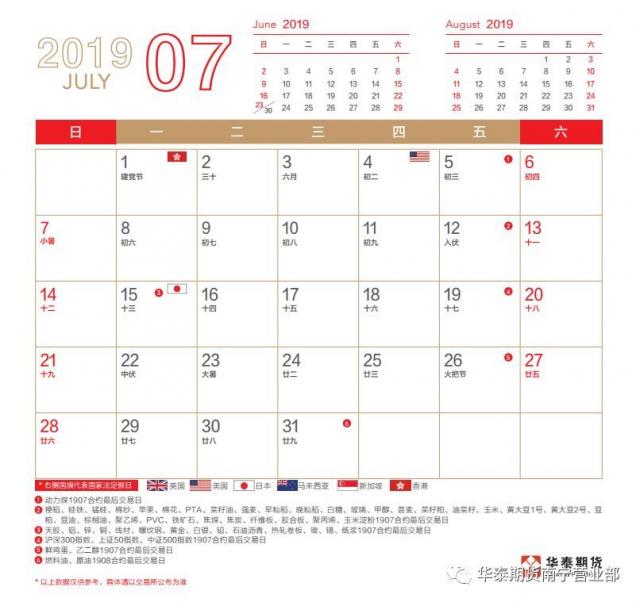 2019
JULY
07
June 2019
日 一 二 三 四 五 六
1
2 3 4 5 6 7 8
9 10 11 12 13 14 15
16 17 18 19 20 21 22
23/30 24 25 26 27 28 29
August 2019
日 一 二 三 四 五 六
1 2 3
4 5 6 7 8 9 10
11 12 13 14 15 16 17
18 19 20 21 22 23 24
25 26 27 28 29 30 31
日 一 二 三 四 五 六
1 2 3 4 5 ① 6
建党节 三十 六月 初二 初三 初四
7 8 9 10 11 12 ② 13
小暑 初六 初七 初八 初九 入伏 十一
14 15 ③ 16 17 18 19 ④ 20
十二 十三 十四 十五 十六 十七 十八
21 22 23 24 25 26 ⑤ 27
十九 中伏 大暑 廿二 廿三 火把节 廿五
28 29 30 31 ⑥
廿六 廿七 廿八 廿九
* 右侧国旗代表国家法定假日 英国 美国 日本 马来西亚 新加坡 香港
① 动力煤1907合约最后交易日
② 粳稻、硅铁、锰硅、棉纱、苹果、棉花、PTA、菜籽油、强麦、早籼稻、晚籼稻、白糖、玻璃、甲醇、普麦、菜籽粕、油菜籽、玉米、黄大豆1号、黄大豆2号、豆
粕、豆油、棕榈油、聚乙烯、PVC、铁矿石、焦煤、焦炭、纤维板、胶合板、聚丙烯、玉米淀粉1907合约最后交易日
③ 天胶、铝、锌、铜、线材、螺纹钢、黄金、白银、铅、石油沥青、热轧卷板、镍、锡、纸浆1907合约最后交易日
④ 沪深300指数、上证50指数、中证500指数1907合约最后交易日
⑤ 鲜鸡蛋、乙二醇1907合约最后交易日
⑥ 燃料油、原油1908合约最后交易日
* 以上数据仅供参考，具体请以交易所公布为准
华泰期货
华泰期货南宁营业部